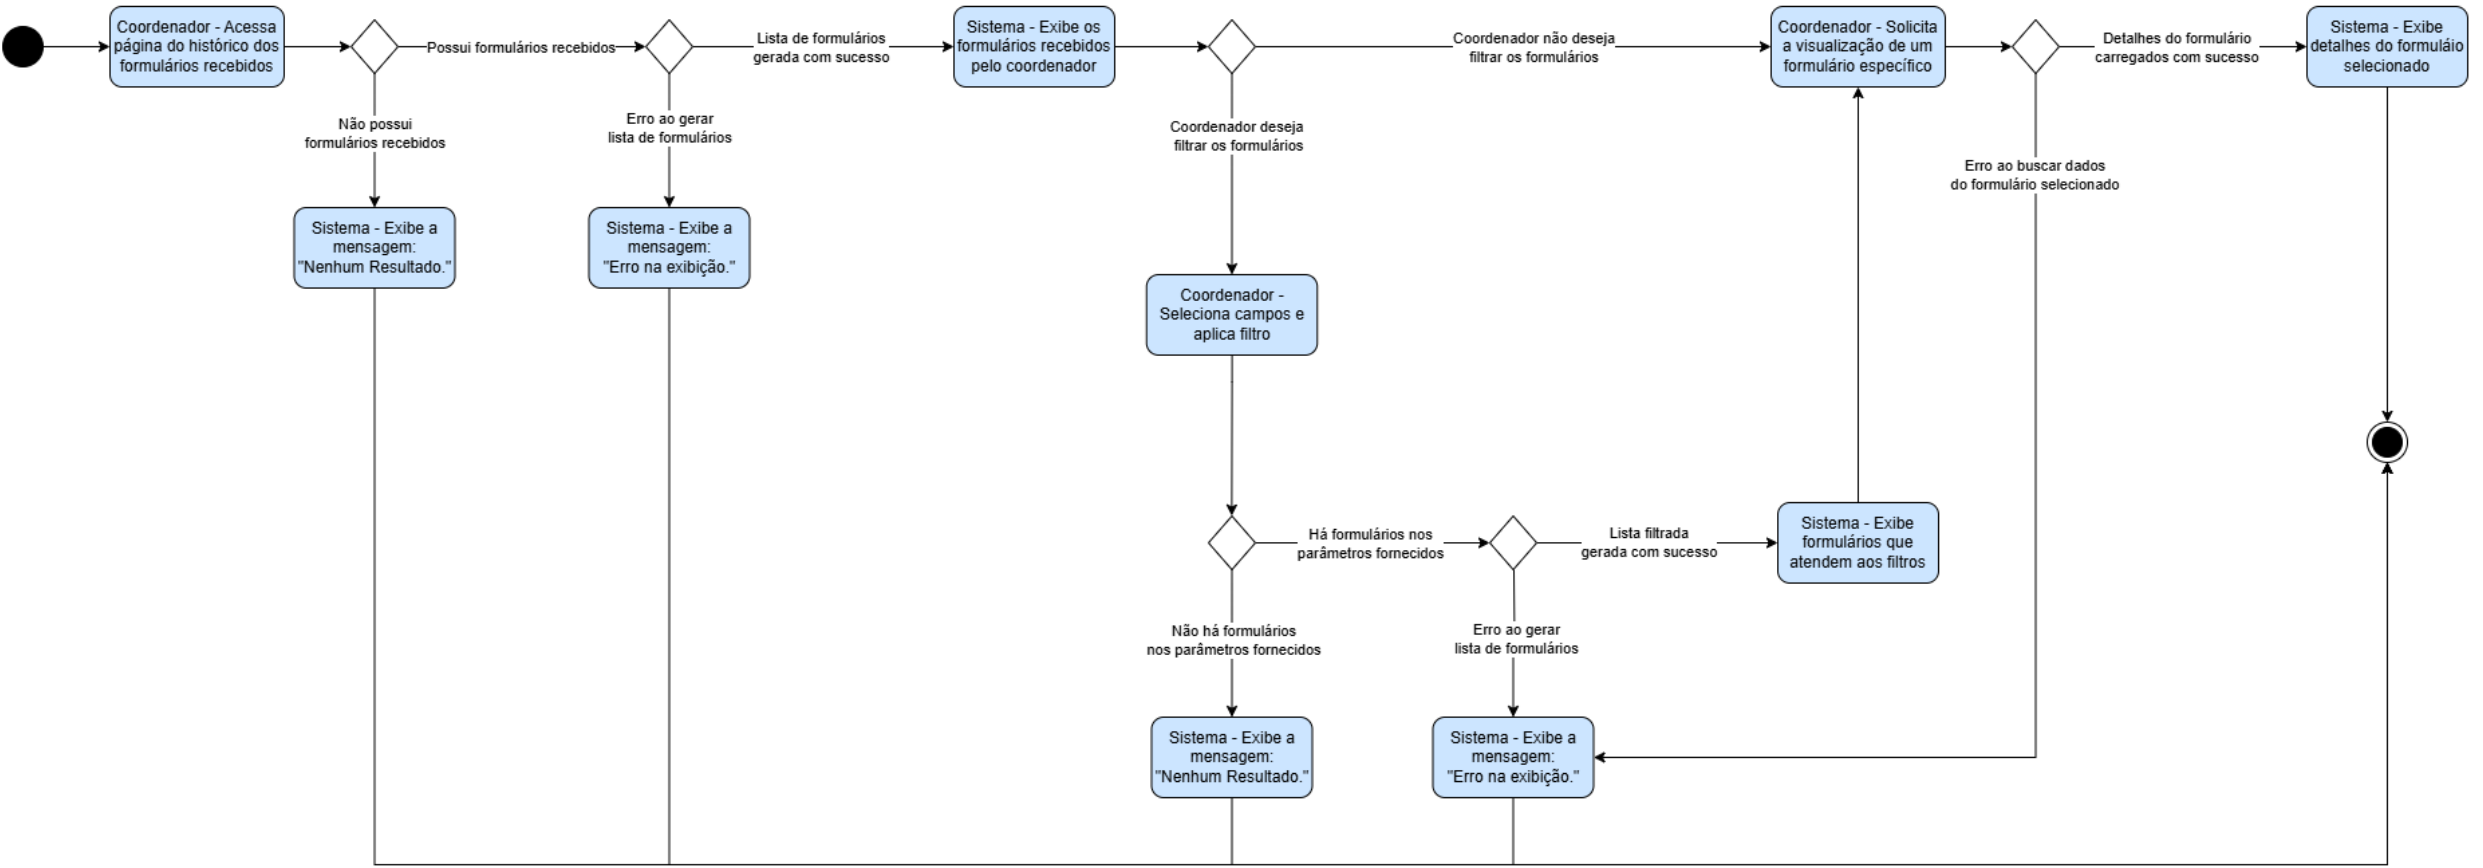 Coordenador - Acessa
página do histórico dos
formulários recebidos
Possui formulários recebidos
Lista de formulários
gerada com sucesso
Sistema - Exibe os
formulários recebidos
pelo coordenador
Coordenador não deseja
filtrar os formulários
Coordenador - Solicita
a visualização de um
formulário específico
Detalhes do formulário
carregados com sucesso
Sistema - Exibe
detalhes do formuláio
selecionado
Não possui
formulários recebidos
Erro ao gerar
lista de formulários
Coordenador deseja
filtrar os formulários
Erro ao buscar dados
do formulário selecionado
Sistema - Exibe a
mensagem:
"Nenhum Resultado."
Sistema - Exibe a
mensagem:
"Erro na exibição."
Coordenador -
Seleciona campos e
aplica filtro
Há formulários nos
parâmetros fornecidos
Lista filtrada
gerada com sucesso
Sistema - Exibe
formulários que
atendem aos filtros
Não há formulários
nos parâmetros fornecidos
Erro ao gerar
lista de formulários
Sistema - Exibe a
mensagem:
"Nenhum Resultado."
Sistema - Exibe a
mensagem:
"Erro na exibição."